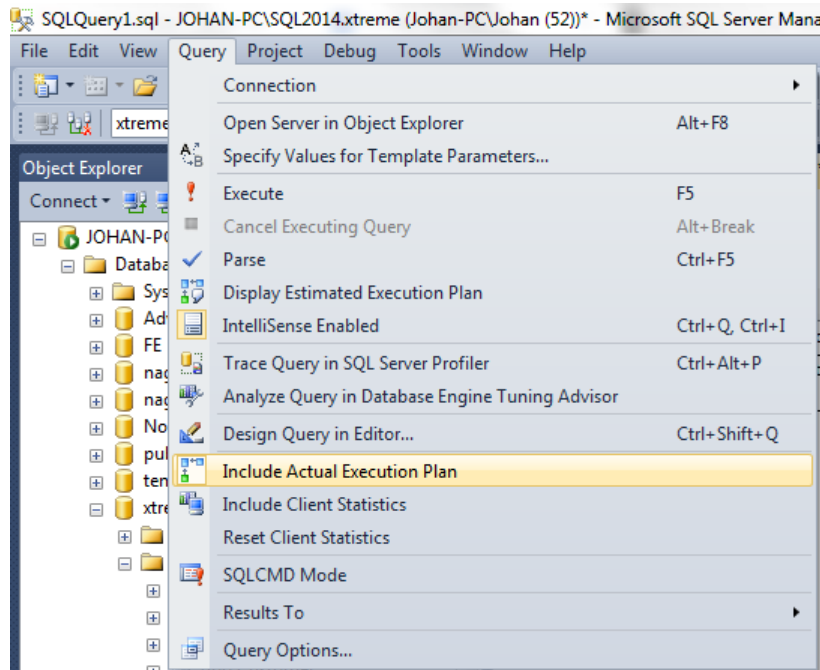 SQLQuery1.sql - JOHAN-PC\SQL2014.xtreme (Johan-PC\Johan (52))* - Microsoft SQL Server Mana
File Edit View Query Project Debug Tools Window Help
Connection
xtreme
Open Server in Object Explorer Alt+F8
Specify Values for Template Parameters...
Object Explorer
Execute F5
Connect
Cancel Executing Query Alt+Break
JOHAN-P
Parse Ctrl+F5
Databa
Display Estimated Execution Plan
Sys
IntelliSense Enabled Ctrl+Q, Ctrl+I
Ad
FE
Trace Query in SQL Server Profiler Ctrl+Alt+P
nag
Analyze Query in Database Engine Tuning Advisor
nag
No
Design Query in Editor... Ctrl+Shift+Q
pul
Include Actual Execution Plan
ten
Include Client Statistics
xtre
Reset Client Statistics
SQLCMD Mode
Results To
Query Options...